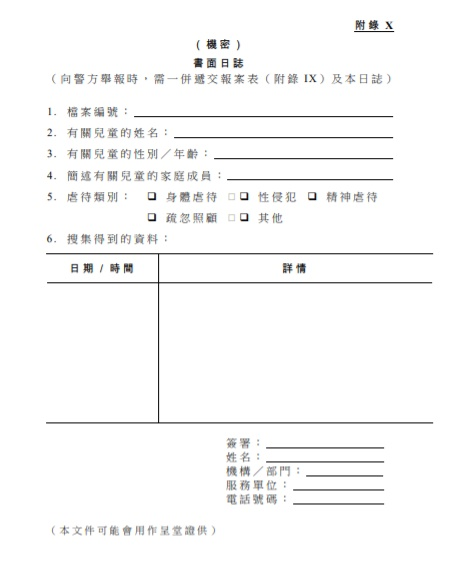 附錄 X
（機密）
書面日誌
（向警方舉報時，需一併遞交報案表（附錄 IX）及本日誌）
1. 檔案編號：
2. 有關兒童的姓名：
3. 有關兒童的性別／年齡：
4. 簡述有關兒童的家庭成員：
5. 虐待類別： ❑ 身體虐待 □ ❑ 性侵犯 ❑ 精神虐待
❑ 疏忽照顧 □ ❑ 其他
6. 搜集得到的資料：
日期 / 時間 詳情
簽署：
姓名：
機構／部門：
服務單位：
電話號碼：
（本文件可能會用作呈堂證供）